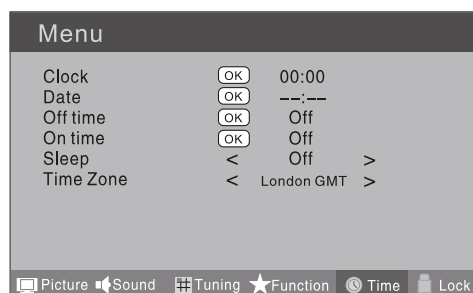 Menu
Clock OK 00:00
Date OK --:--
Off time OK Off
On time OK Off
Sleep < Off >
Time Zone < London GMT >
Picture Sound Tuning Function Time Lock